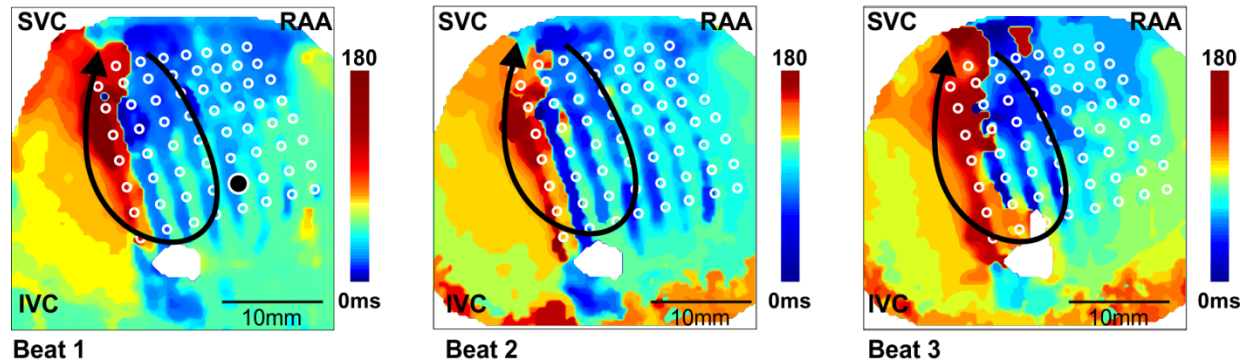 SVC RAA
180
0ms
IVC
10mm
Beat 1
SVC RAA
180
0ms
IVC
10mm
Beat 2
SVC RAA
180
0ms
IVC
10mm
Beat 3